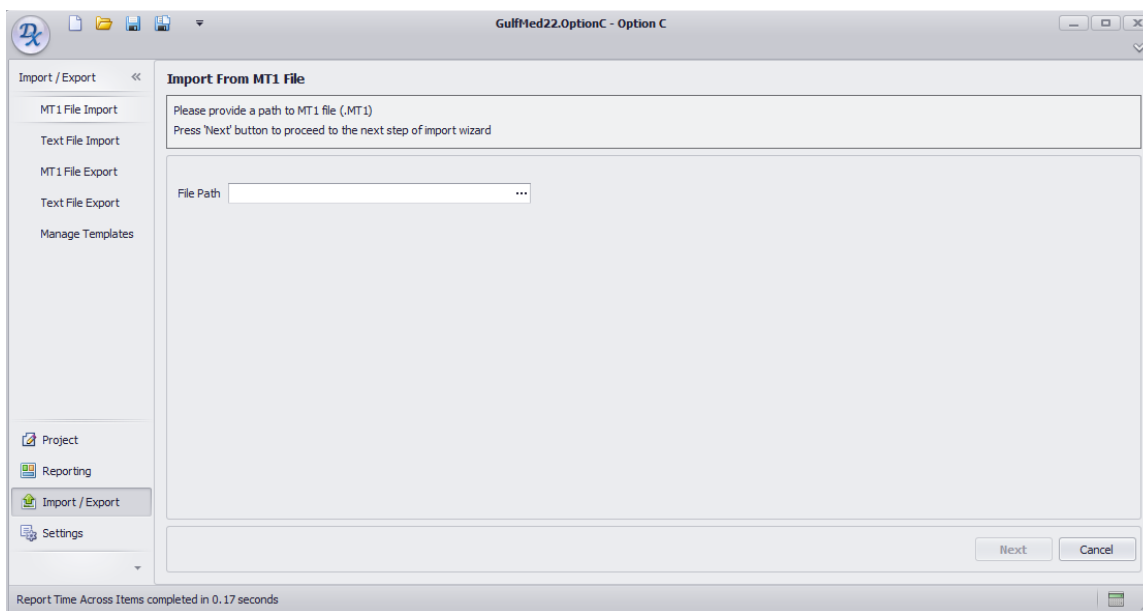 GulfMed22.OptionC - Option C
Import / Export
MT1 File Import
Text File Import
MT1 File Export
Text File Export
Manage Templates
Project
Reporting
Import / Export
Settings
Import From MT1 File
Please provide a path to MT1 file (.MT1)
Press 'Next' button to proceed to the next step of import wizard
File Path
...
Next
Cancel
Report Time Across Items completed in 0.17 seconds